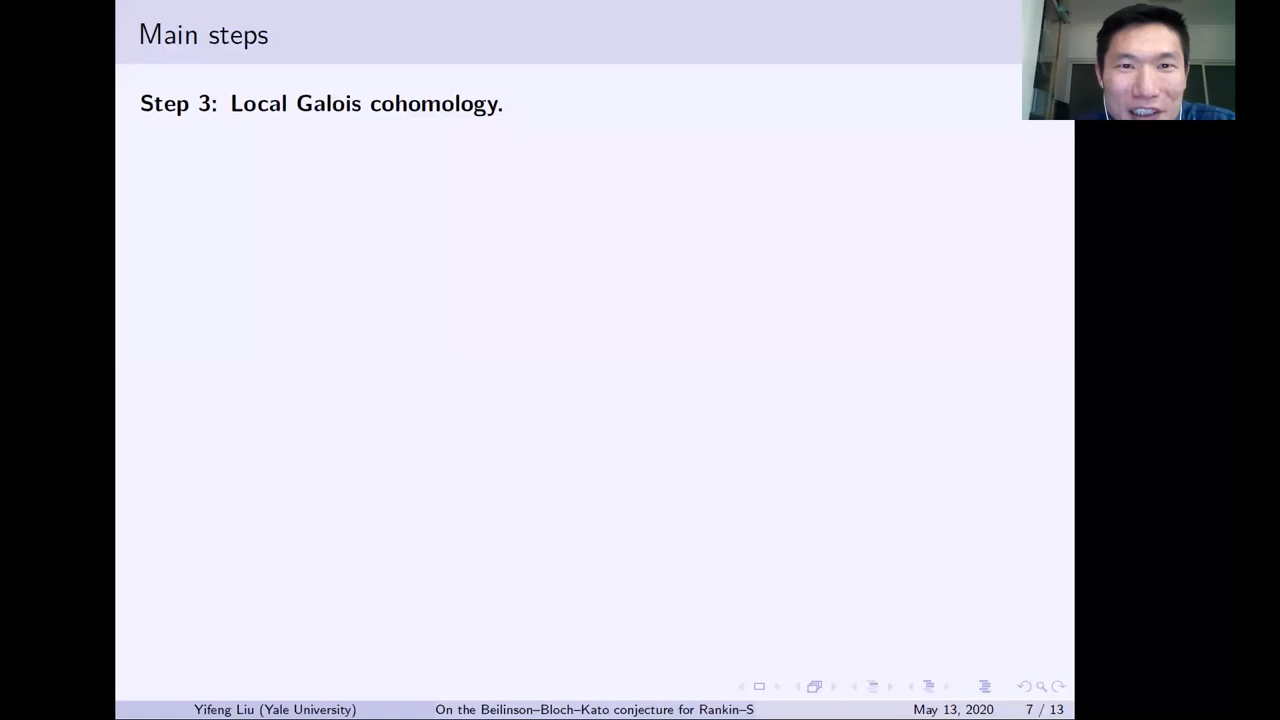 Main steps
Step 3: Local Galois cohomology.
Yifeng Liu (Yale University) On the Beilinson–Bloch–Kato conjecture for Rankin–S May 13, 2020 7 / 13